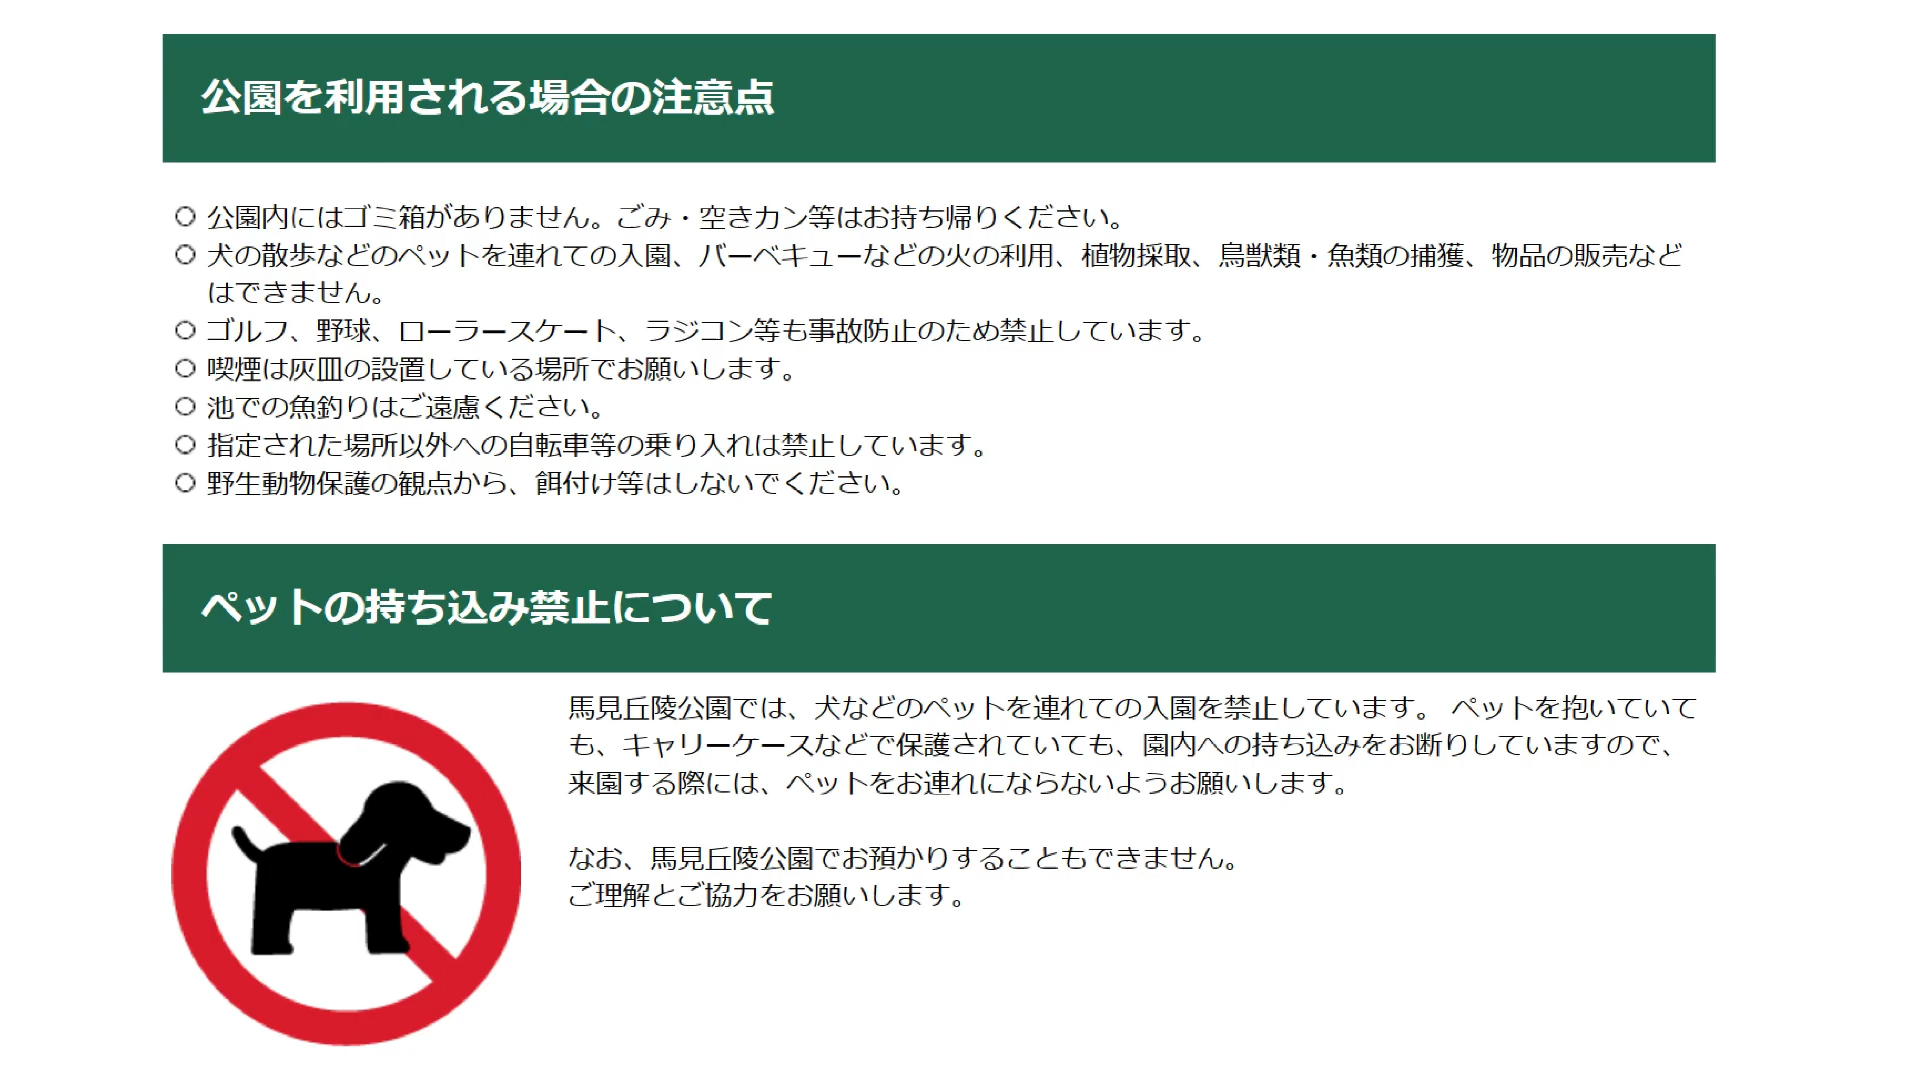 公園を利用される場合の注意点
公園内にはゴミ箱がありません。ごみ・空きカン等はお持ち帰りください。
犬の散歩などのペットを連れての入園、バーベキューなどの火の利用、植物採取、鳥獣類・魚類の捕獲、物品の販売など
はできません。
ゴルフ、野球、ローラースケート、ラジコン等も事故防止のため禁止しています。
喫煙は灰皿の設置している場所でお願いします。
池での魚釣りはご遠慮ください。
指定された場所以外への自転車等の乗り入れは禁止しています。
野生動物保護の観点から、餌付け等はしないでください。
ペットの持ち込み禁止について
馬見丘陵公園では、犬などのペットを連れての入園を禁止しています。 ペットを抱いていて
も、キャリーケースなどで保護されていても、園内への持ち込みをお断りしていますので、
来園する際には、ペットをお連れにならないようお願いします。
なお、馬見丘陵公園でお預かりすることもできません。
ご理解とご協力をお願いします。